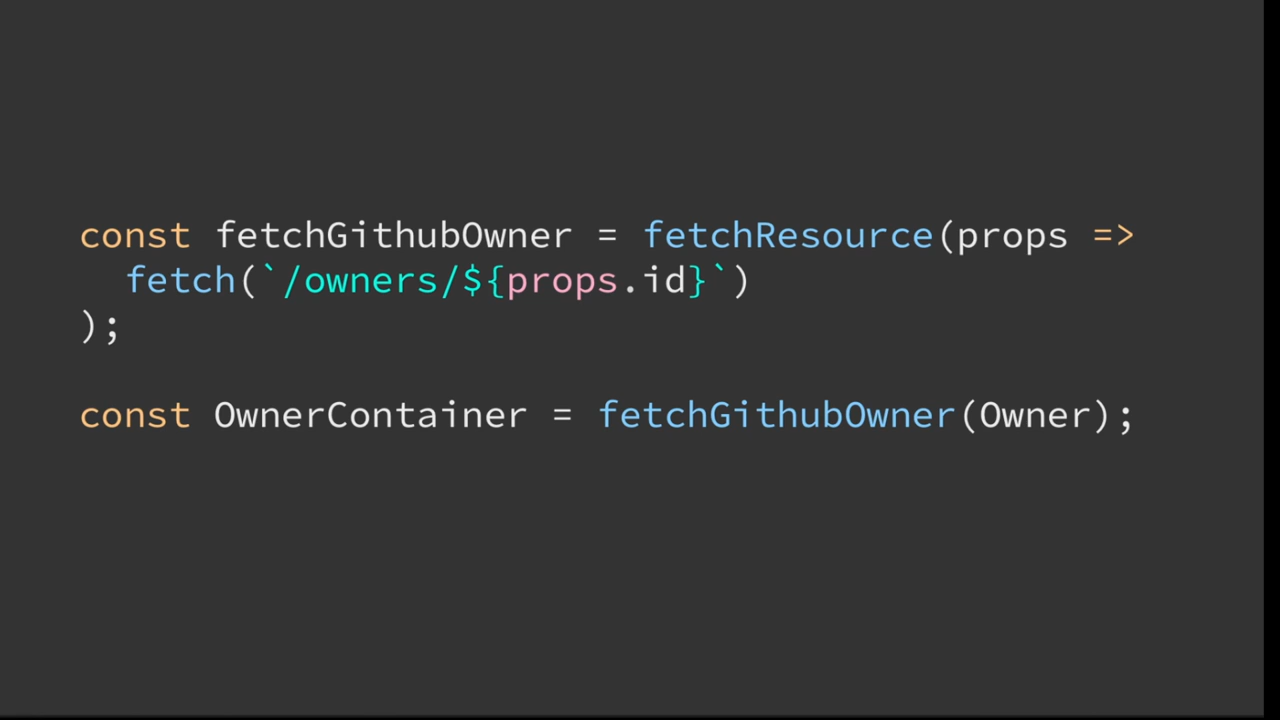 const fetchGithubOwner = fetchResource(props =>
  fetch(`/owners/${props.id}`)
);
const OwnerContainer = fetchGithubOwner(Owner);